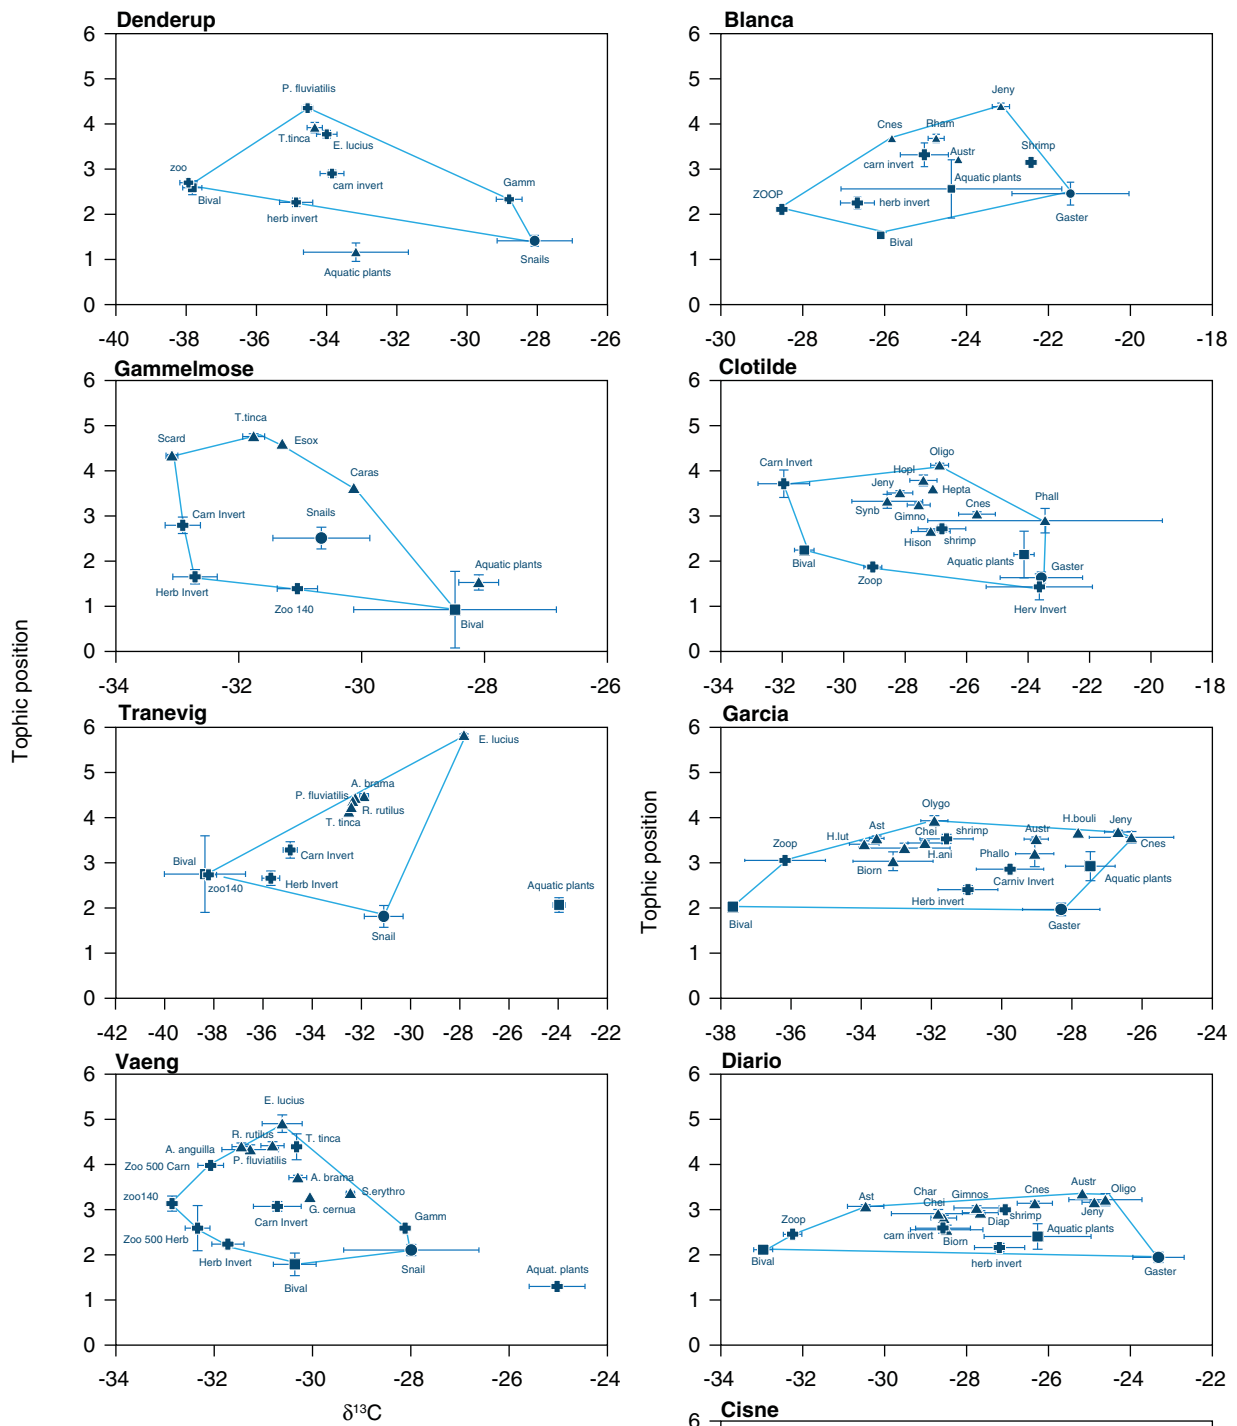 Denderup
6
5
4
3
2
1
0
P. fluviatilis
T.tinca
E. lucius
zoo
Bival
carn invert
Gamm
herb invert
Snails
Aquatic plants
-40 -38 -36 -34 -32 -30 -28 -26
Blanca
6
5
4
3
2
1
0
Jeny
Cnes
Rham
Shrimp
carn invert
Austr
Aquatic plants
ZOOP
herb invert
Gaster
Bival
-30 -28 -26 -24 -22 -20 -18
Gammelmose
6
5
4
3
2
1
0
T.tinca
Scard
Esox
Caras
Carn Invert
Snails
Aquatic plants
Herb Invert
Zoo 140
Bival
-34 -32 -30 -28 -26
Clotilde
6
5
4
3
2
1
0
Carn Invert
Oligo
Hopl
Jeny
Hepta
Phall
Synb
Gimno
Cnes
Hison
shrimp
Bival
Aquatic plants
Zoop
Gaster
Herv Invert
-34 -32 -30 -28 -26 -24 -22 -20 -18
Tophic position
Tranevig
6
5
4
3
2
1
0
E. lucius
A. brama
P. fluviatilis
R. rutilus
T. tinca
Carn Invert
Bival
zoo140
Herb Invert
Aquatic plants
Snail
-42 -40 -38 -36 -34 -32 -30 -28 -26 -24 -22
Tophic position
Garcia
6
5
4
3
2
1
0
Olygo
H.bouli
Jeny
H.lut
Ast
Chei
shrimp
Austr
Cnes
Zoop
H.ani
Phallo
Biorn
Carniv Invert
Aquatic plants
Herb invert
Bival
Gaster
-38 -36 -34 -32 -30 -28 -26 -24
Vaeng
6
5
4
3
2
1
0
E. lucius
R. rutilus
T. tinca
A. anguilla
P. fluviatilis
Zoo 500 Carn
A. brama
zoo140
S.erythro
G. cernua
Carn Invert
Gamm
Zoo 500 Herb
Herb Invert
Snail
Bival
Aquat. plants
-34 -32 -30 -28 -26 -24
δ13C
Diario
6
5
4
3
2
1
0
Austr
Ast
Char
Gimnos
Cnes
Oligo
Chei
Jeny
Zoop
Diap
shrimp
Aquatic plants
carn invert
Biorn
Bival
herb invert
Gaster
-34 -32 -30 -28 -26 -24 -22
Cisne
6